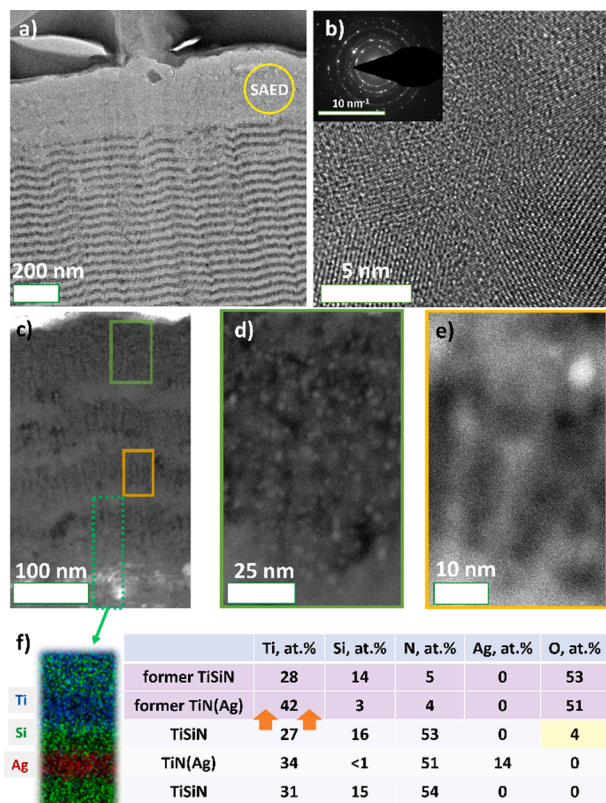 a)
SAED
200 nm
b)
10 nm⁻¹
5 nm
c)
100 nm
d)
25 nm
e)
10 nm
f)
Ti
Si
Ag
Ti, at.% Si, at.% N, at.% Ag, at.% O, at.%
former TiSiN 28 14 5 0 53
former TiN(Ag) 42 3 4 0 51
TiSiN 27 16 53 0 4
TiN(Ag) 34 <1 51 14 0
TiSiN 31 15 54 0 0